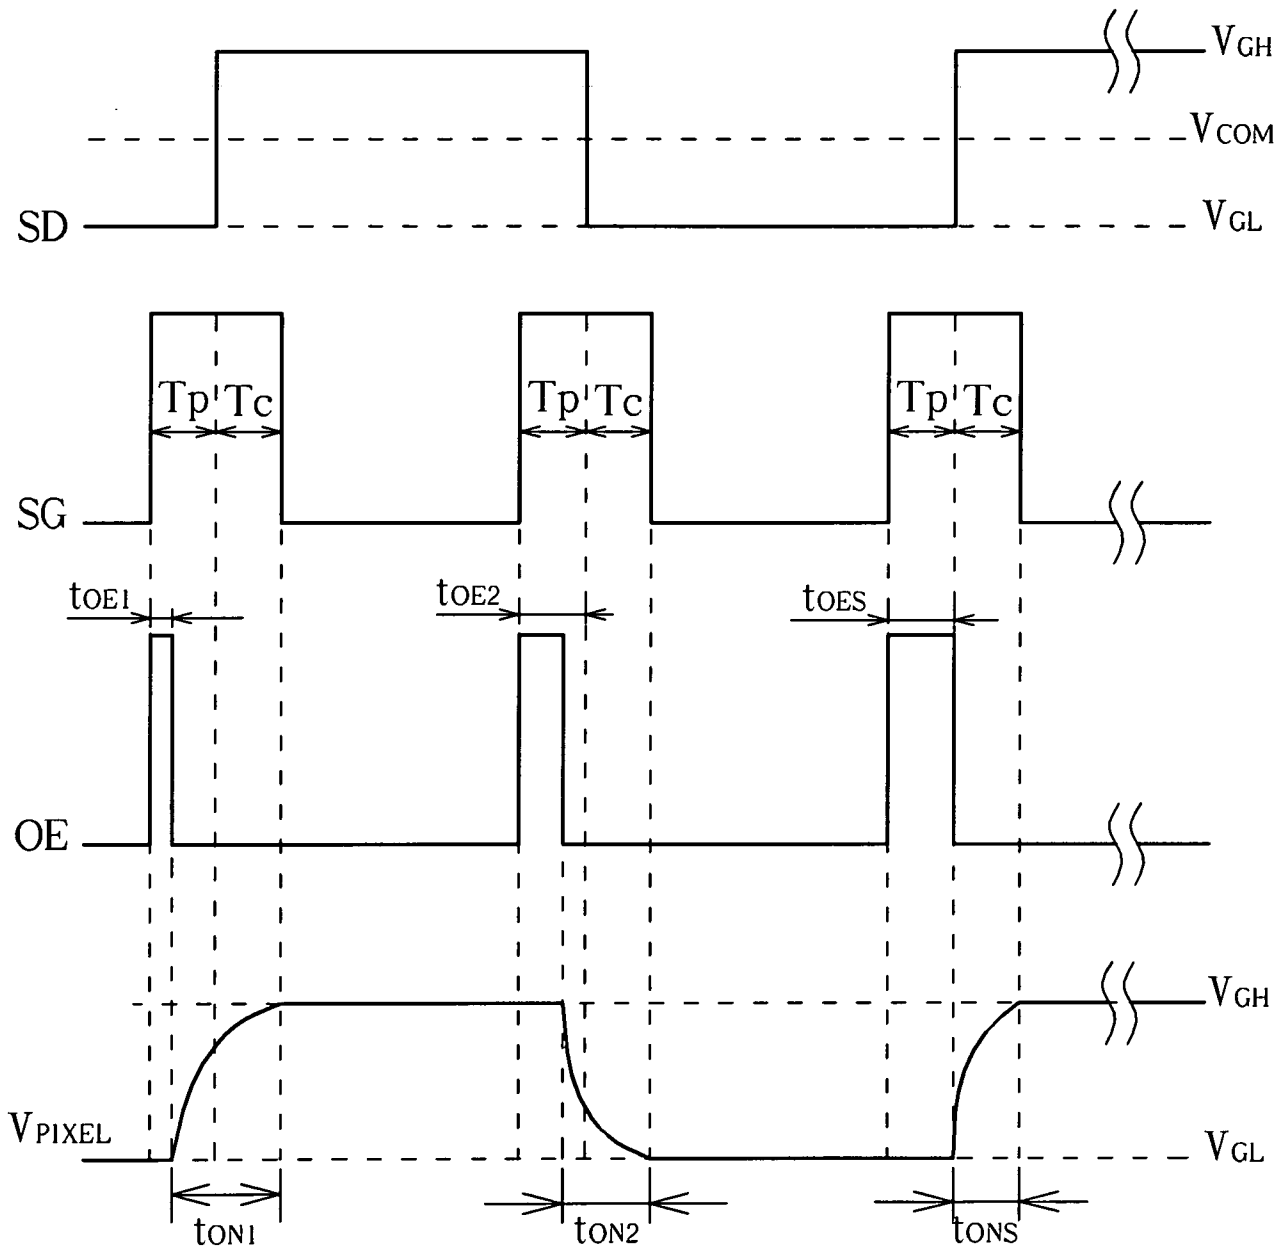 VGH
VCOM
SD
VGL
Tp Tc
Tp Tc
Tp Tc
SG
tOE1
tOE2
tOES
OE
VGH
VPIXEL
VGL
tON1
tON2
tONS